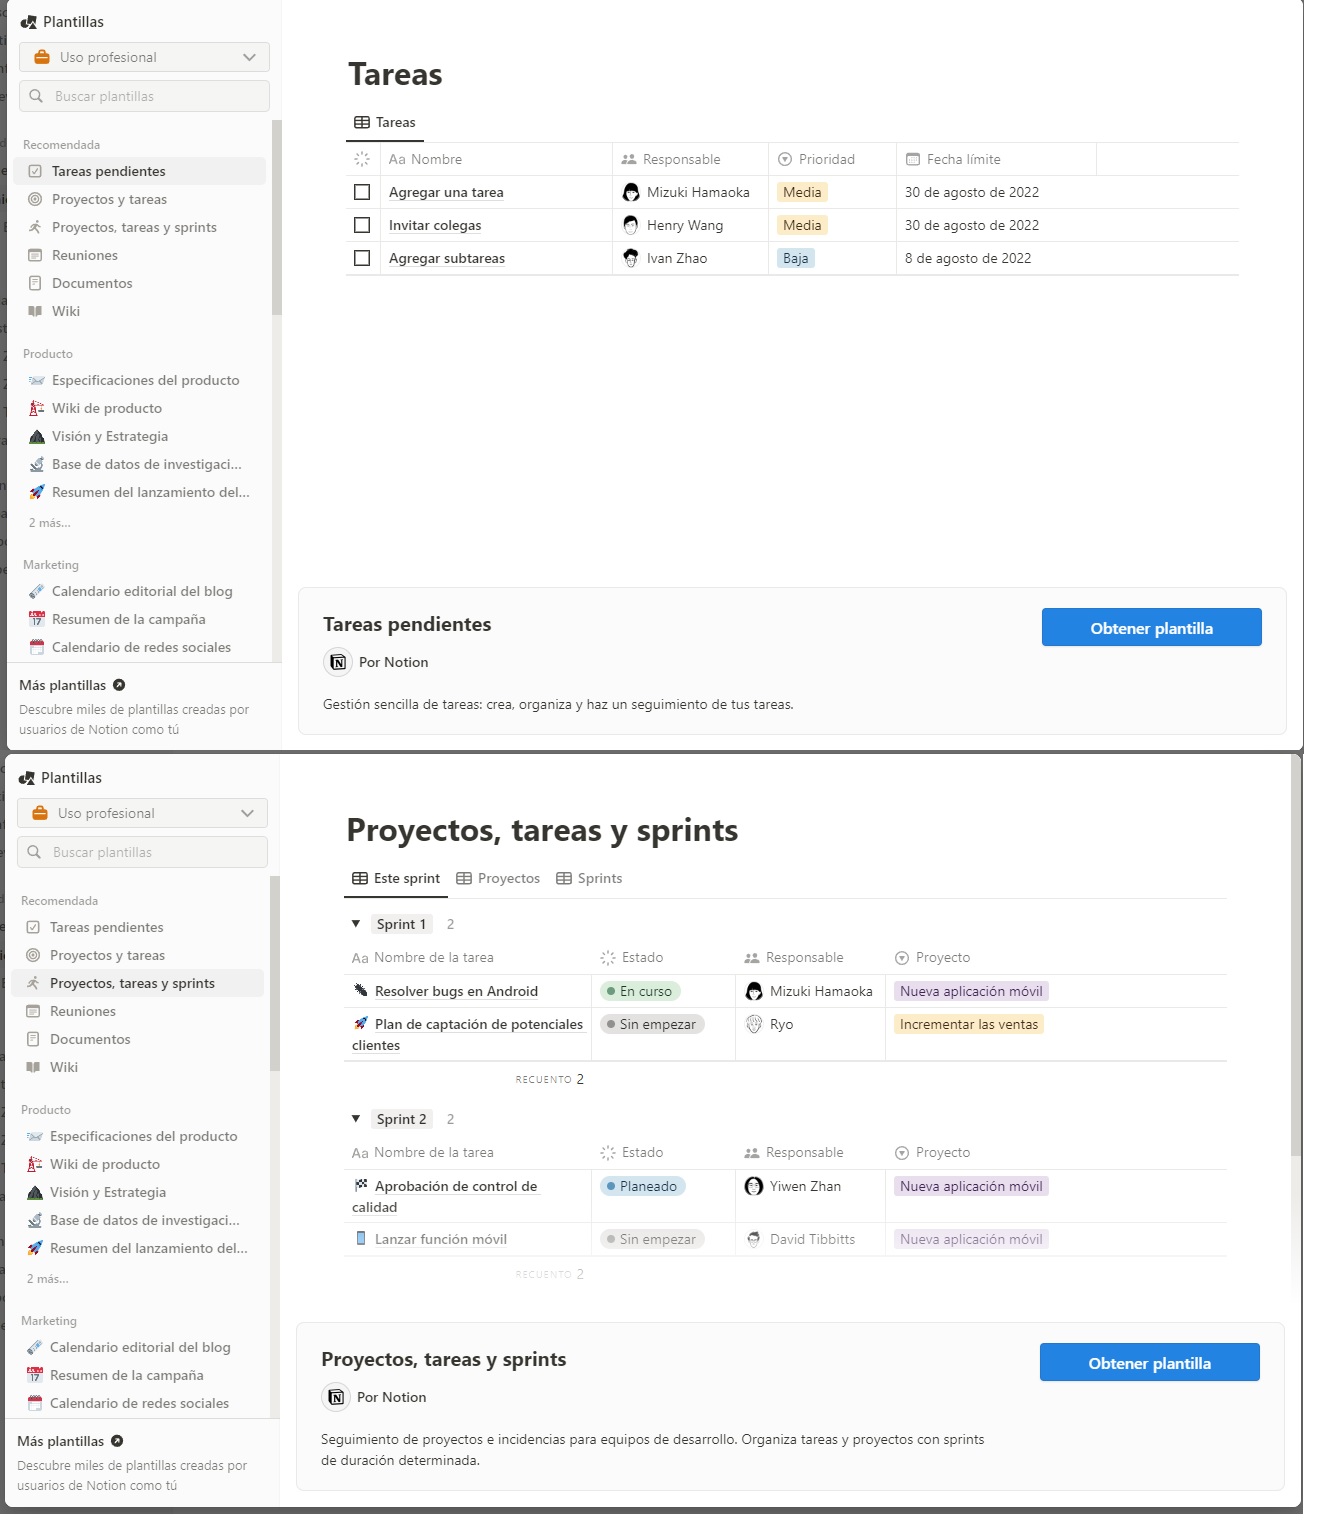 Plantillas
Uso profesional
Buscar plantillas
Recomendada
Tareas pendientes
Proyectos y tareas
Proyectos, tareas y sprints
Reuniones
Documentos
Wiki
Producto
Especificaciones del producto
Wiki de producto
Visión y Estrategia
Base de datos de investigaci...
Resumen del lanzamiento del...
2 más...
Marketing
Calendario editorial del blog
Resumen de la campaña
Calendario de redes sociales
Más plantillas
Descubre miles de plantillas creadas por
usuarios de Notion como tú
Tareas
Tareas
Aa Nombre Responsable Prioridad Fecha límite
Agregar una tarea Mizuki Hamaoka Media 30 de agosto de 2022
Invitar colegas Henry Wang Media 30 de agosto de 2022
Agregar subtareas Ivan Zhao Baja 8 de agosto de 2022
Tareas pendientes
Por Notion
Gestión sencilla de tareas: crea, organiza y haz un seguimiento de tus tareas.
Obtener plantilla
Plantillas
Uso profesional
Buscar plantillas
Recomendada
Tareas pendientes
Proyectos y tareas
Proyectos, tareas y sprints
Reuniones
Documentos
Wiki
Producto
Especificaciones del producto
Wiki de producto
Visión y Estrategia
Base de datos de investigaci...
Resumen del lanzamiento del...
2 más...
Marketing
Calendario editorial del blog
Resumen de la campaña
Calendario de redes sociales
Más plantillas
Descubre miles de plantillas creadas por
usuarios de Notion como tú
Proyectos, tareas y sprints
Este sprint Proyectos Sprints
Sprint 1 2
Aa Nombre de la tarea Estado Responsable Proyecto
Resolver bugs en Android En curso Mizuki Hamaoka Nueva aplicación móvil
Plan de captación de potenciales Sin empezar Ryo Incrementar las ventas
clientes
RECUENTO 2
Sprint 2 2
Aa Nombre de la tarea Estado Responsable Proyecto
Aprobación de control de Planeado Yiwen Zhan Nueva aplicación móvil
calidad
Lanzar función móvil Sin empezar David Tibbitts Nueva aplicación móvil
RECUENTO 2
Proyectos, tareas y sprints
Por Notion
Seguimiento de proyectos e incidencias para equipos de desarrollo. Organiza tareas y proyectos con sprints
de duración determinada.
Obtener plantilla